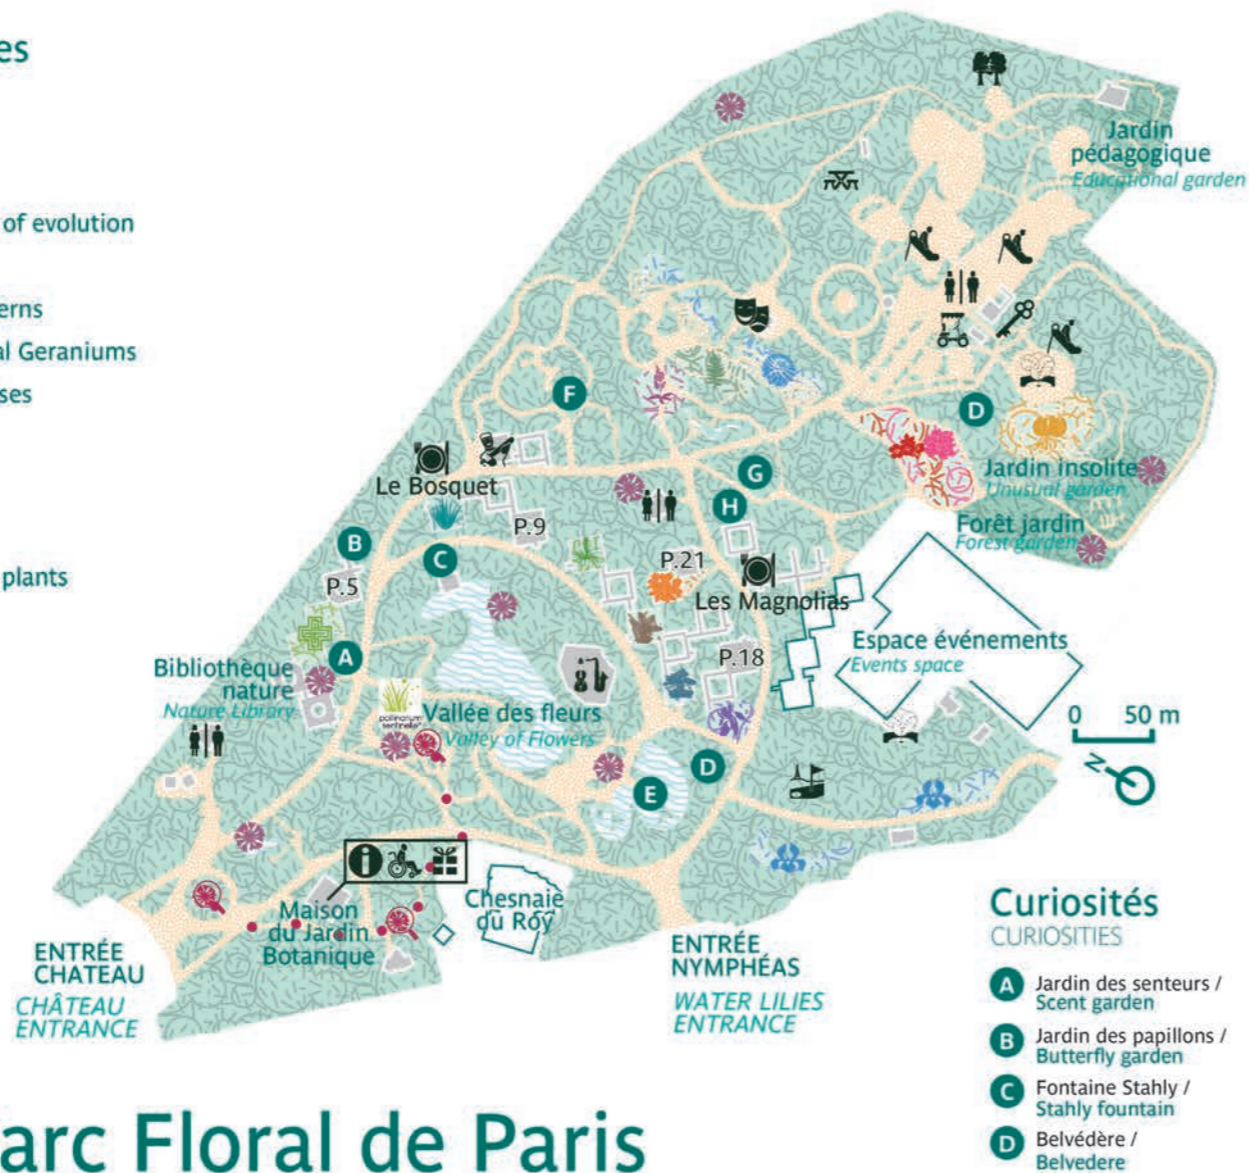 es
of evolution
erns
al Geraniums
ses
plants
Jardin
pédagogique
Educational garden
F
D
Le Bosquet
G
H
Jardin insolite
Unusual garden
Forêt jardin
Forest garden
P.9
B
C
P.21
P.5
Les Magnolias
A
P.18
Espace événements
Events space
Bibliothèque
nature
Nature Library
pollinarium
sentinelle
Vallée des fleurs
Valley of Flowers
0 50 m
N
D
E
i
Maison
du Jardin
Botanique
Chesnaie
du Roy
ENTRÉE
CHATEAU
CHÂTEAU
ENTRANCE
ENTRÉE
NYMPHÉAS
WATER LILIES
ENTRANCE
Curiosités
CURIOSITIES
A Jardin des senteurs /
Scent garden
B Jardin des papillons /
Butterfly garden
C Fontaine Stahly /
Stahly fountain
D Belvédère /
Belvedere
arc Floral de Paris